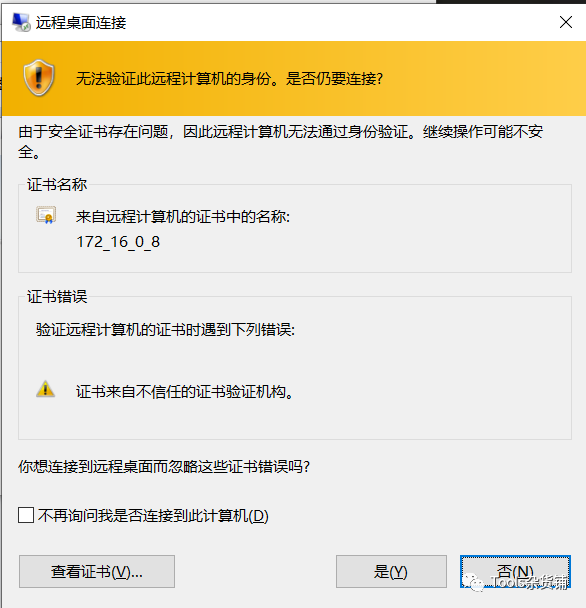 远程桌面连接
无法验证此远程计算机的身份。是否仍要连接?
由于安全证书存在问题，因此远程计算机无法通过身份验证。继续操作可能不安
全。
证书名称
来自远程计算机的证书中的名称:
172_16_0_8
证书错误
验证远程计算机的证书时遇到下列错误:
证书来自不信任的证书验证机构。
你想连接到远程桌面而忽略这些证书错误吗?
不再询问我是否连接到此计算机(D)
查看证书(V)...
是(Y)
否(N)
Tools杂货铺